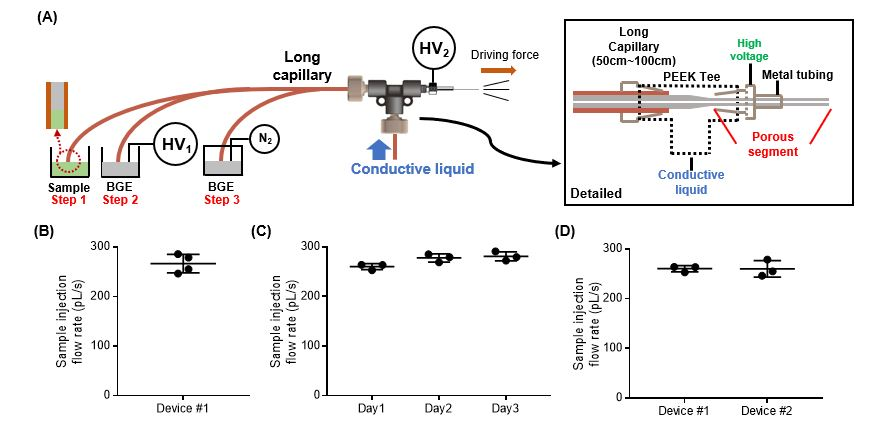 (A)
Long
capillary
HV2
Driving force
HV1
N2
Sample
Step 1
BGE
Step 2
BGE
Step 3
Conductive liquid
Long
Capillary
(50cm~100cm)
PEEK Tee
High
voltage
Metal tubing
Porous
segment
Conductive
liquid
Detailed
(B)
Sample injection
flow rate (pL/s)
300
200
100
0
Device #1
(C)
Sample injection
flow rate (pL/s)
300
200
100
0
Day1 Day2 Day3
(D)
Sample injection
flow rate (pL/s)
300
200
100
0
Device #1 Device #2